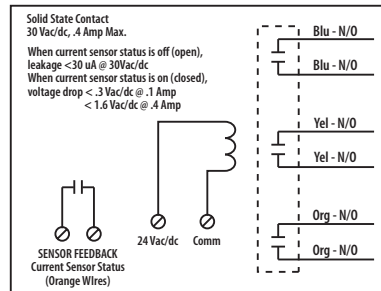 Solid State Contact
30 Vac/dc, .4 Amp Max.
When current sensor status is off (open),
leakage <30 uA @ 30Vac/dc
When current sensor status is on (closed),
voltage drop < .3 Vac/dc @ .1 Amp
< 1.6 Vac/dc @ .4 Amp
Blu - N/O
Blu - N/O
Yel - N/O
Yel - N/O
Org - N/O
Org - N/O
24 Vac/dc
Comm
SENSOR FEEDBACK
Current Sensor Status
(Orange WIres)